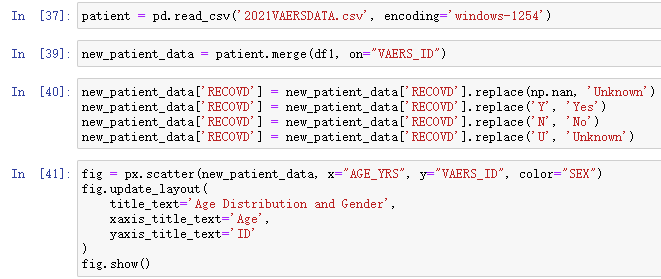 In [37]: patient = pd.read_csv('2021VAERSDATA.csv', encoding='windows-1254')
In [39]: new_patient_data = patient.merge(df1, on="VAERS_ID")
In [40]: new_patient_data['RECOVD'] = new_patient_data['RECOVD'].replace(np.nan, 'Unknown')
new_patient_data['RECOVD'] = new_patient_data['RECOVD'].replace('Y', 'Yes')
new_patient_data['RECOVD'] = new_patient_data['RECOVD'].replace('N', 'No')
new_patient_data['RECOVD'] = new_patient_data['RECOVD'].replace('U', 'Unknown')
In [41]: fig = px.scatter(new_patient_data, x="AGE_YRS", y="VAERS_ID", color="SEX")
fig.update_layout(
    title_text='Age Distribution and Gender',
    xaxis_title_text='Age',
    yaxis_title_text='ID'
)
fig.show()